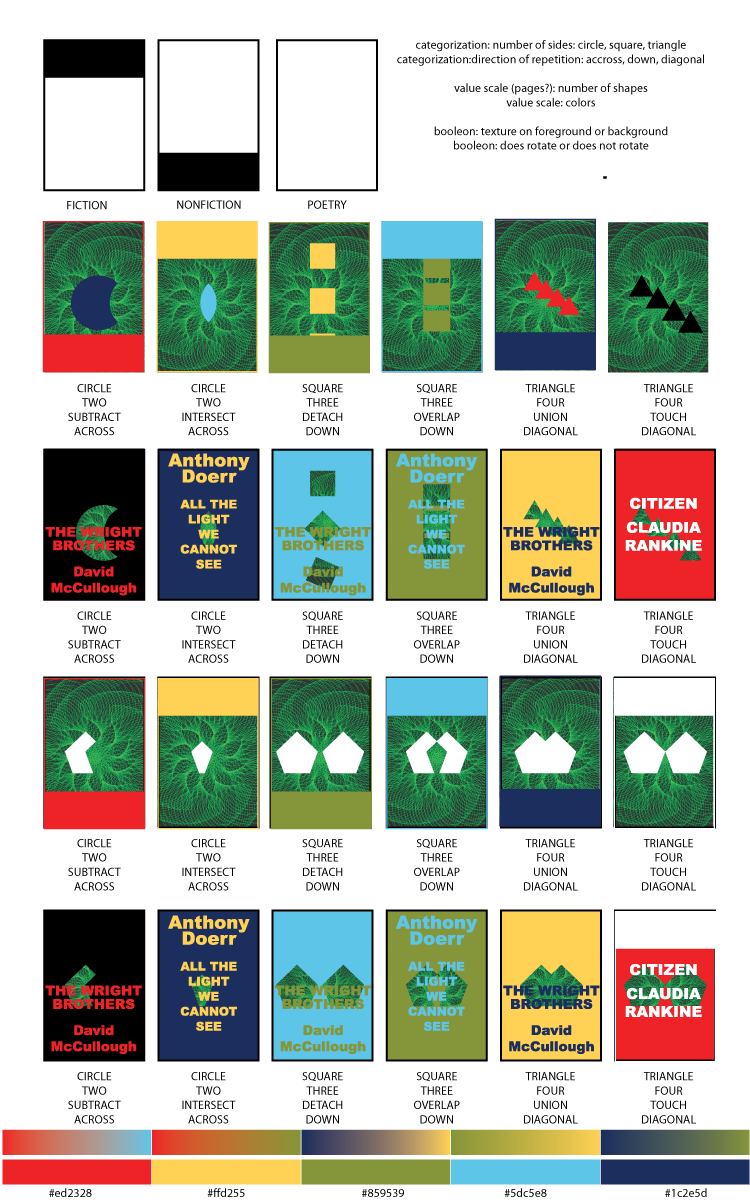 categorization: number of sides: circle, square, triangle
categorization:direction of repetition: accross, down, diagonal
value scale (pages?): number of shapes
value scale: colors
booleon: texture on foreground or background
booleon: does rotate or does not rotate
-
FICTION
NONFICTION
POETRY
CIRCLE
TWO
SUBTRACT
ACROSS
CIRCLE
TWO
INTERSECT
ACROSS
SQUARE
THREE
DETACH
DOWN
SQUARE
THREE
OVERLAP
DOWN
TRIANGLE
FOUR
UNION
DIAGONAL
TRIANGLE
FOUR
TOUCH
DIAGONAL
THE WRIGHT
BROTHERS
David
McCullough
Anthony
Doerr
ALL THE
LIGHT
WE
CANNOT
SEE
THE WRIGHT
BROTHERS
David
McCullough
Anthony
Doerr
ALL THE
LIGHT
WE
CANNOT
SEE
THE WRIGHT
BROTHERS
David
McCullough
CITIZEN
CLAUDIA
RANKINE
CIRCLE
TWO
SUBTRACT
ACROSS
CIRCLE
TWO
INTERSECT
ACROSS
SQUARE
THREE
DETACH
DOWN
SQUARE
THREE
OVERLAP
DOWN
TRIANGLE
FOUR
UNION
DIAGONAL
TRIANGLE
FOUR
TOUCH
DIAGONAL
CIRCLE
TWO
SUBTRACT
ACROSS
CIRCLE
TWO
INTERSECT
ACROSS
SQUARE
THREE
DETACH
DOWN
SQUARE
THREE
OVERLAP
DOWN
TRIANGLE
FOUR
UNION
DIAGONAL
TRIANGLE
FOUR
TOUCH
DIAGONAL
THE WRIGHT
BROTHERS
David
McCullough
Anthony
Doerr
ALL THE
LIGHT
WE
CANNOT
SEE
THE WRIGHT
BROTHERS
David
McCullough
Anthony
Doerr
ALL THE
LIGHT
WE
CANNOT
SEE
THE WRIGHT
BROTHERS
David
McCullough
CITIZEN
CLAUDIA
RANKINE
CIRCLE
TWO
SUBTRACT
ACROSS
CIRCLE
TWO
INTERSECT
ACROSS
SQUARE
THREE
DETACH
DOWN
SQUARE
THREE
OVERLAP
DOWN
TRIANGLE
FOUR
UNION
DIAGONAL
TRIANGLE
FOUR
TOUCH
DIAGONAL
#ed2328
#ffd255
#859539
#5dc5e8
#1c2e5d